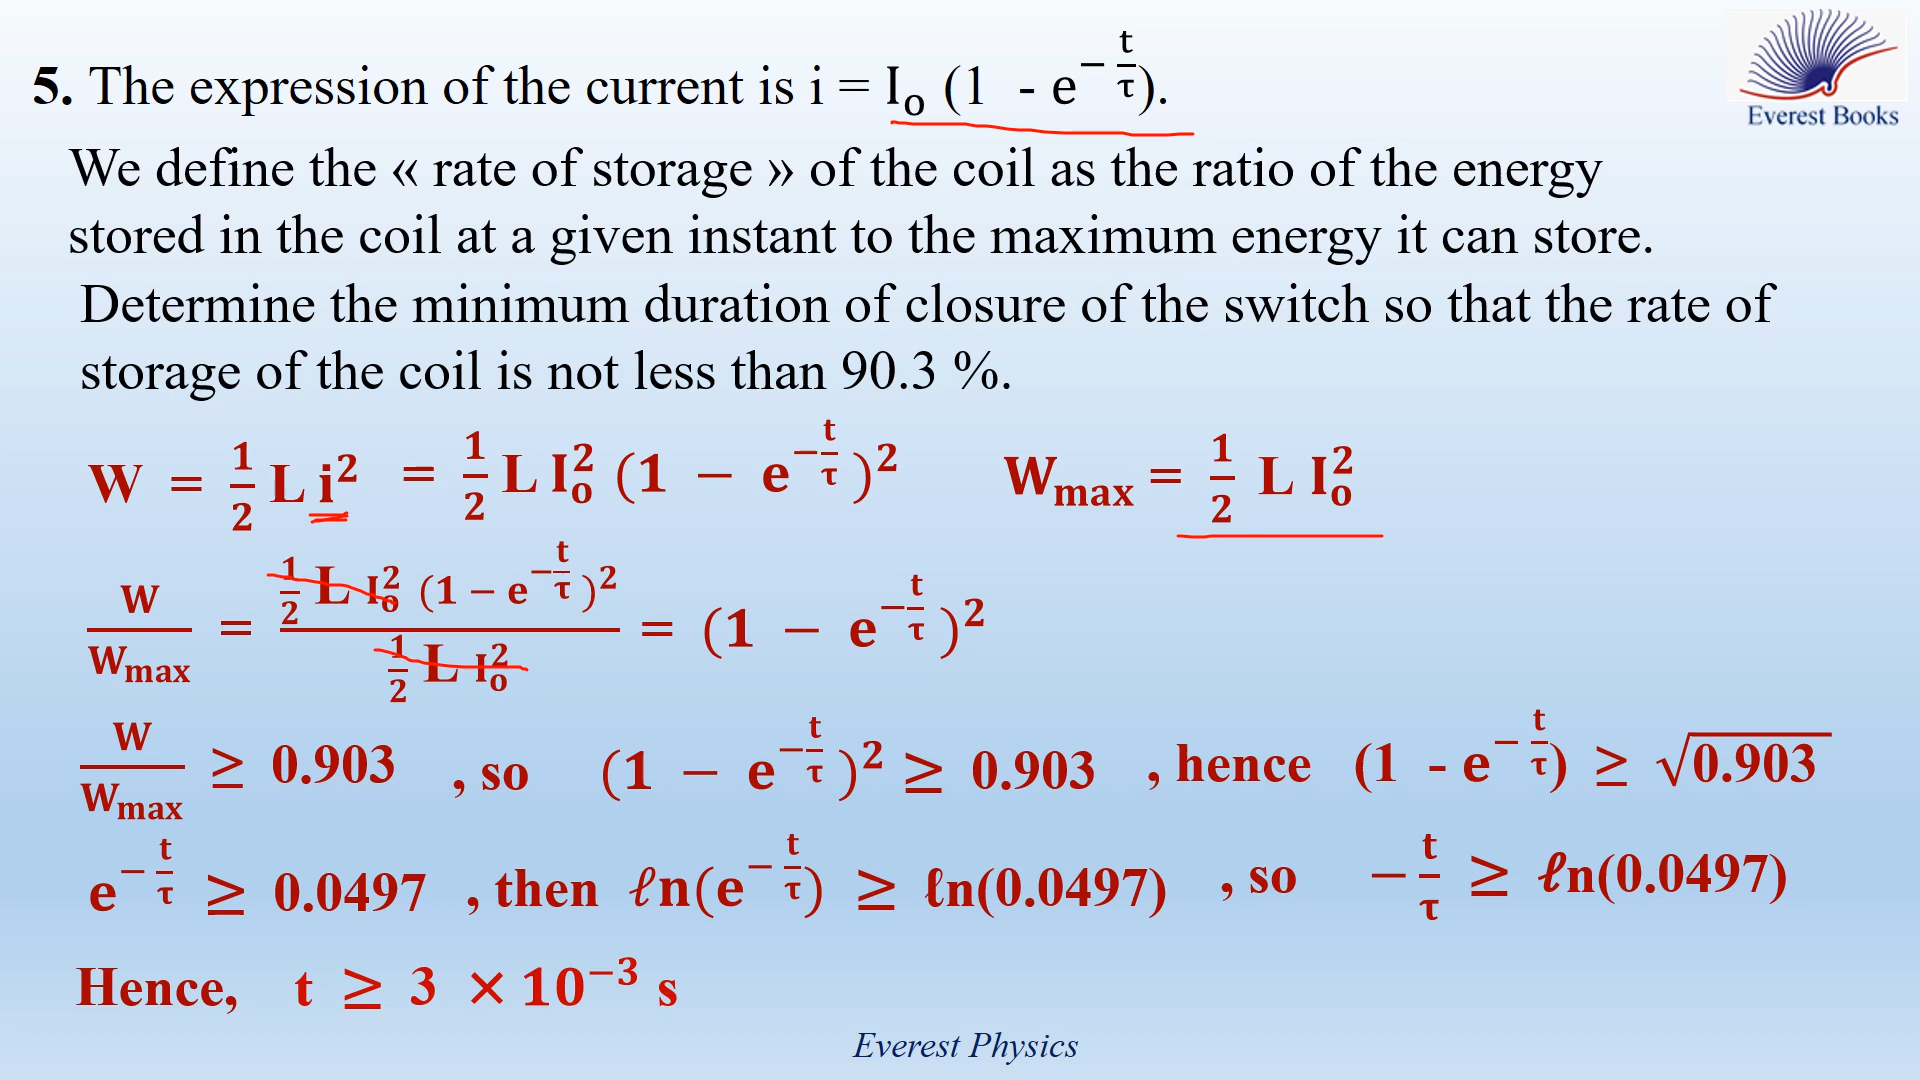 5. The expression of the current is i = I₀ (1 - e^(−t/τ)).
Everest Books
We define the « rate of storage » of the coil as the ratio of the energy
stored in the coil at a given instant to the maximum energy it can store.
Determine the minimum duration of closure of the switch so that the rate of
storage of the coil is not less than 90.3 %.
W = 1/2 L i² = 1/2 L I₀² (1 − e^(−t/τ))² Wmax = 1/2 L I₀²
W/Wmax = (1/2 L I₀² (1 − e^(−t/τ))²)/(1/2 L I₀²) = (1 − e^(−t/τ))²
W/Wmax ≥ 0.903 , so (1 − e^(−t/τ))² ≥ 0.903 , hence (1 - e^(−t/τ)) ≥ √0.903
e^(−t/τ) ≥ 0.0497 , then ℓn(e^(−t/τ)) ≥ ℓn(0.0497) , so −t/τ ≥ ℓn(0.0497)
Hence, t ≥ 3 × 10⁻³ s
Everest Physics